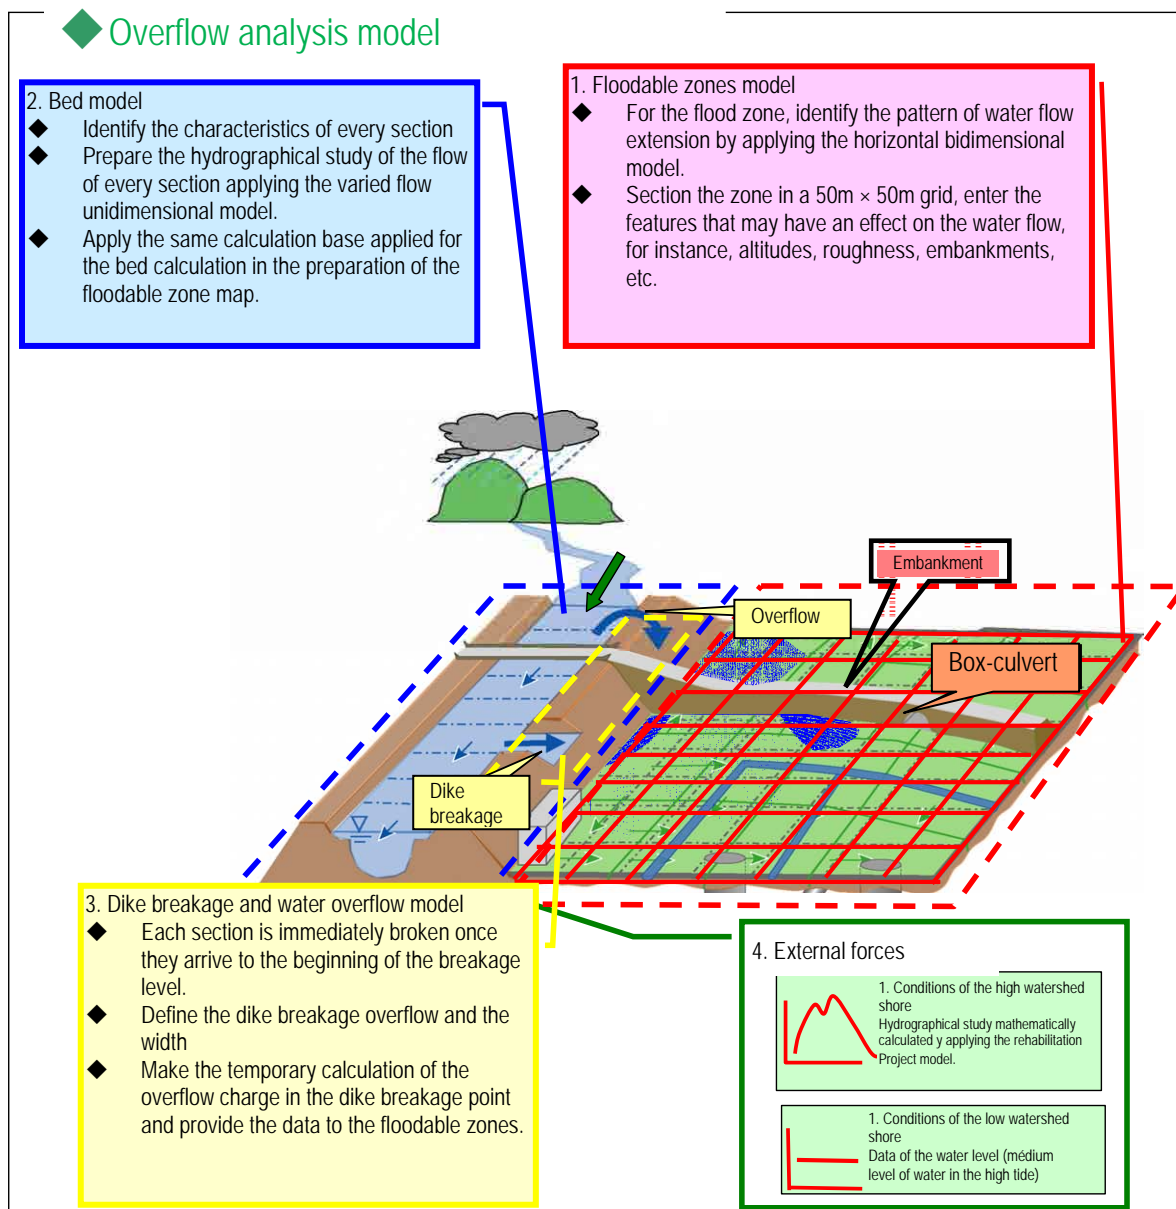 Overflow analysis model
2. Bed model
◆ Identify the characteristics of every section
◆ Prepare the hydrographical study of the flow
of every section applying the varied flow
unidimensional model.
◆ Apply the same calculation base applied for
the bed calculation in the preparation of the
floodable zone map.
1. Floodable zones model
◆ For the flood zone, identify the pattern of water flow
extension by applying the horizontal bidimensional
model.
◆ Section the zone in a 50m × 50m grid, enter the
features that may have an effect on the water flow,
for instance, altitudes, roughness, embankments,
etc.
Embankment
Overflow
Box-culvert
Dike
breakage
3. Dike breakage and water overflow model
◆ Each section is immediately broken once
they arrive to the beginning of the breakage
level.
◆ Define the dike breakage overflow and the
width
◆ Make the temporary calculation of the
overflow charge in the dike breakage point
and provide the data to the floodable zones.
4. External forces
1. Conditions of the high watershed
shore
Hydrographical study mathematically
calculated y applying the rehabilitation
Project model.
1. Conditions of the low watershed
shore
Data of the water level (médium
level of water in the high tide)